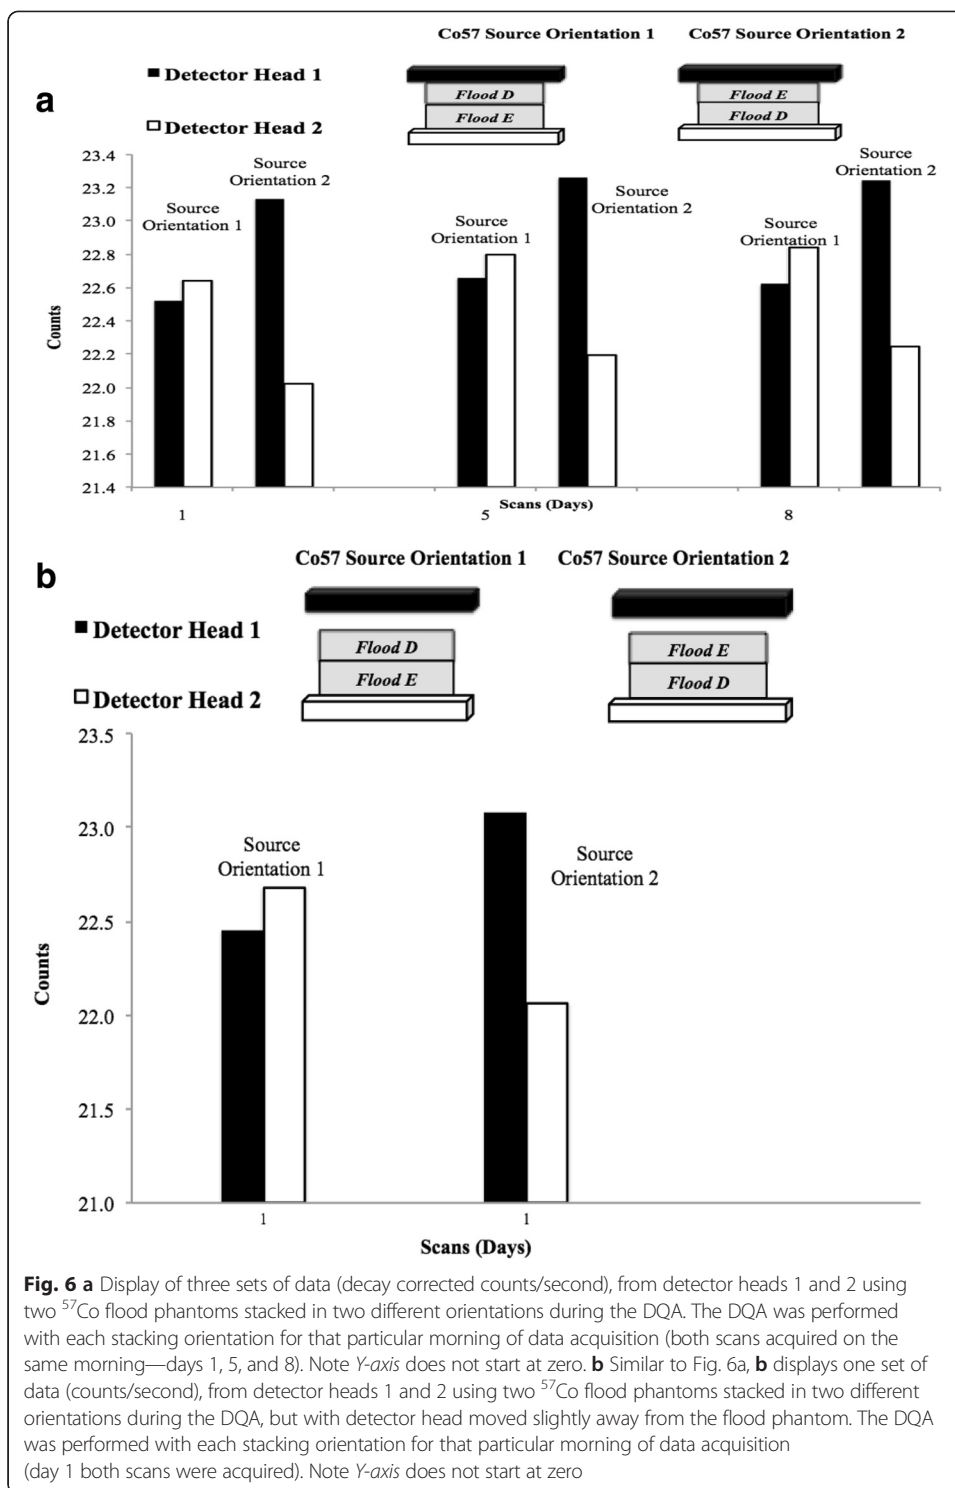 Co57 Source Orientation 1 Co57 Source Orientation 2
a
Detector Head 1
Flood D
Flood E
Flood E
Flood D
Detector Head 2
23.4
23.2
23.0
22.8
22.6
22.4
22.2
22.0
21.8
21.6
21.4
Counts
Source
Orientation 1
Source
Orientation 2
Source
Orientation 1
Source
Orientation 2
Source
Orientation 1
Source
Orientation 2
Scans (Days)
1 5 8
b
Co57 Source Orientation 1 Co57 Source Orientation 2
Detector Head 1
Flood D
Flood E
Flood E
Flood D
Detector Head 2
23.5
23.0
22.5
22.0
21.5
21.0
Counts
Source
Orientation 1
Source
Orientation 2
1 1
Scans (Days)
Fig. 6 a Display of three sets of data (decay corrected counts/second), from detector heads 1 and 2 using
two 57Co flood phantoms stacked in two different orientations during the DQA. The DQA was performed
with each stacking orientation for that particular morning of data acquisition (both scans acquired on the
same morning—days 1, 5, and 8). Note Y-axis does not start at zero. b Similar to Fig. 6a, b displays one set of
data (counts/second), from detector heads 1 and 2 using two 57Co flood phantoms stacked in two different
orientations during the DQA, but with detector head moved slightly away from the flood phantom. The DQA
was performed with each stacking orientation for that particular morning of data acquisition
(day 1 both scans were acquired). Note Y-axis does not start at zero